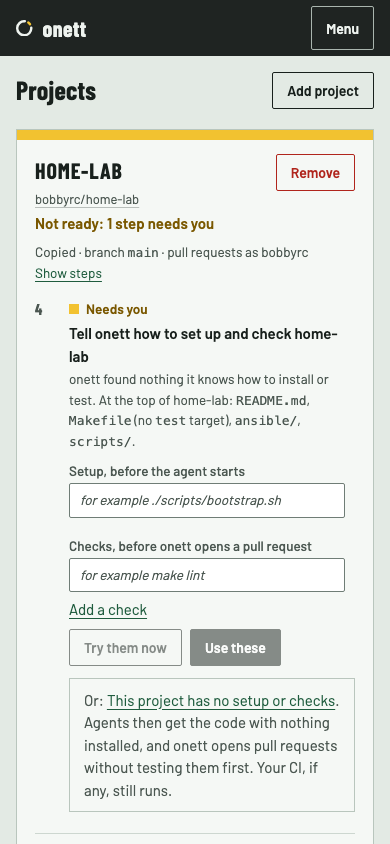 onett
Menu
Projects
Add project
HOME-LAB
Remove
bobbyrc/home-lab
Not ready: 1 step needs you
Copied · branch main · pull requests as bobbyrc
Show steps
4
Needs you
Tell onett how to set up and check home-
lab
onett found nothing it knows how to install or
test. At the top of home-lab: README.md,
Makefile (no test target), ansible/,
scripts/.
Setup, before the agent starts
for example ./scripts/bootstrap.sh
Checks, before onett opens a pull request
for example make lint
Add a check
Try them now
Use these
Or: This project has no setup or checks.
Agents then get the code with nothing
installed, and onett opens pull requests
without testing them first. Your CI, if
any, still runs.